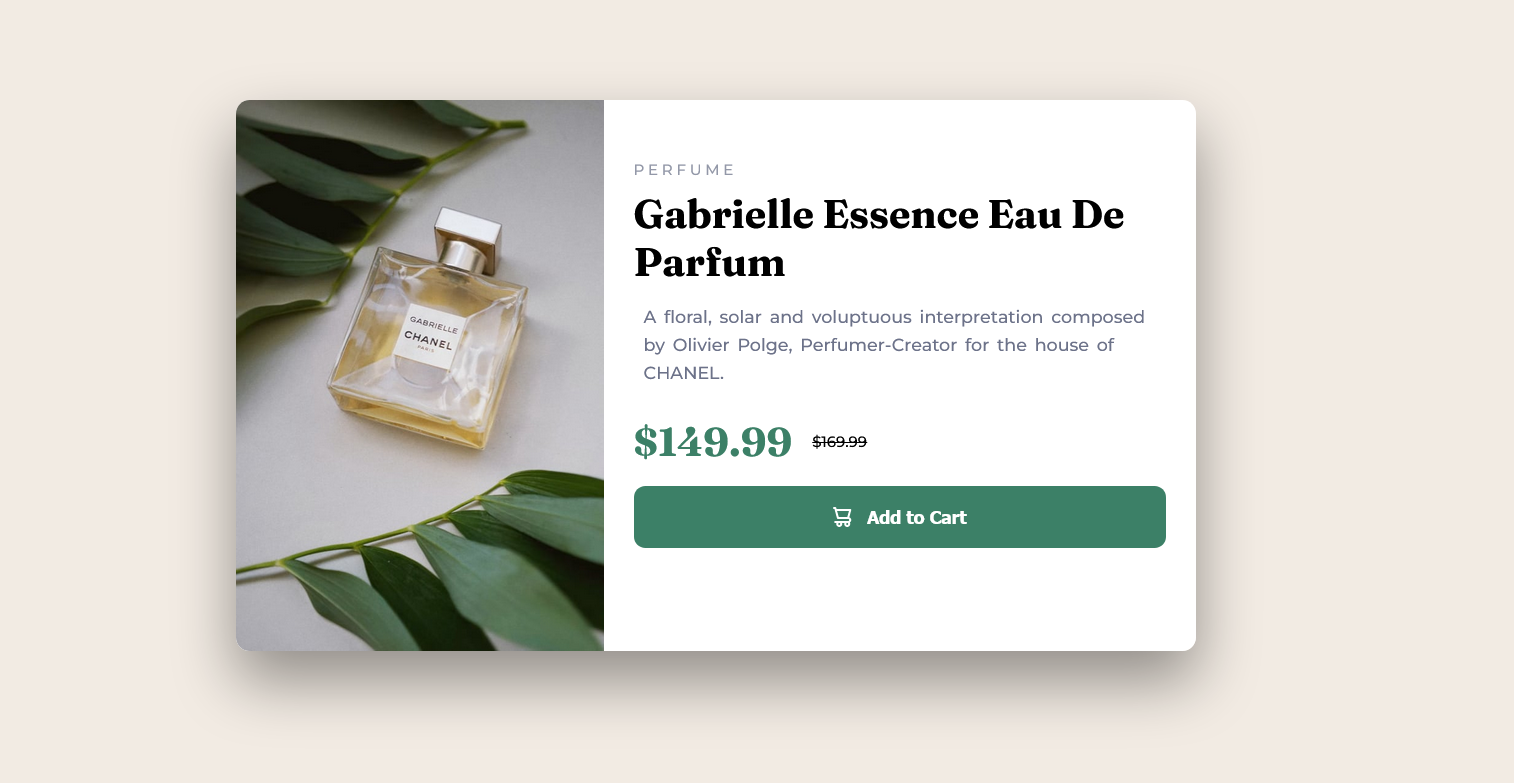 GABRIELLE
CHANEL
PARIS
PERFUME
Gabrielle Essence Eau De
Parfum
A floral, solar and voluptuous interpretation composed
by Olivier Polge, Perfumer-Creator for the house of
CHANEL.
$149.99 $169.99
Add to Cart